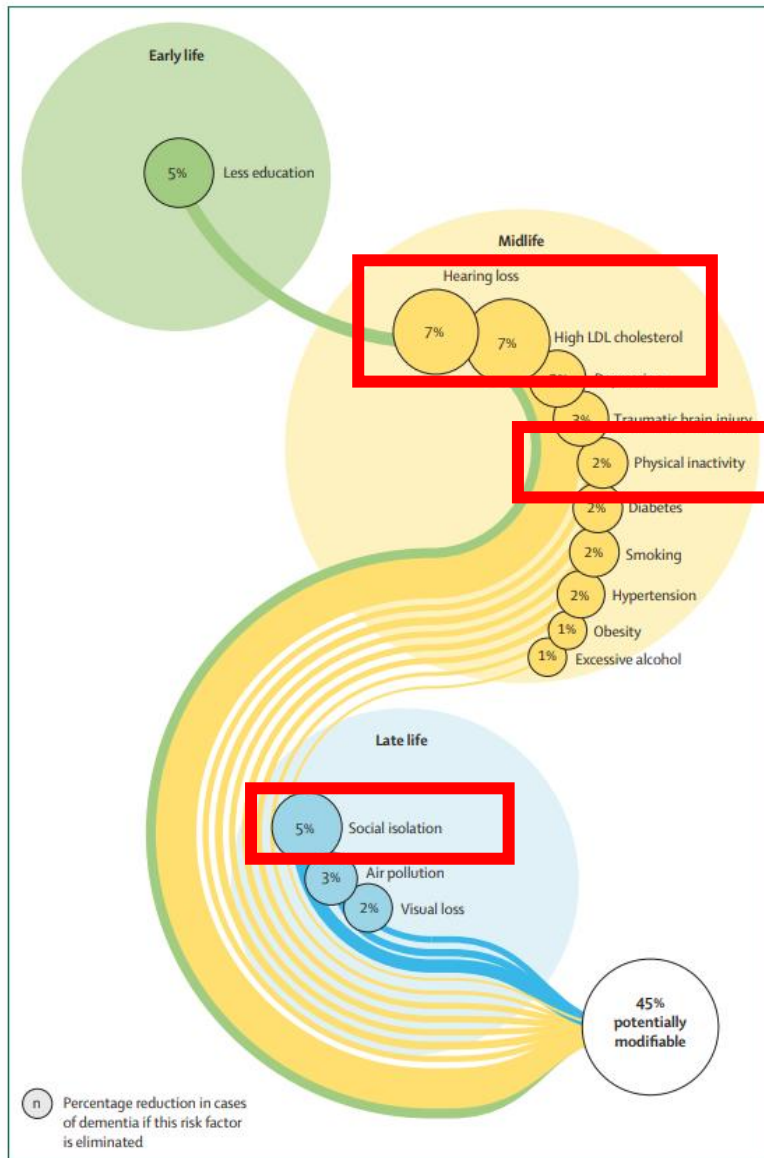 Early life
5%
Less education
Midlife
Hearing loss
7%
7%
High LDL cholesterol
Traumatic brain injury
3%
2%
Physical inactivity
2%
Diabetes
2%
Smoking
2%
Hypertension
1%
Obesity
1%
Excessive alcohol
Late life
5%
Social isolation
3%
Air pollution
2%
Visual loss
45%
potentially
modifiable
n
Percentage reduction in cases
of dementia if this risk factor
is eliminated